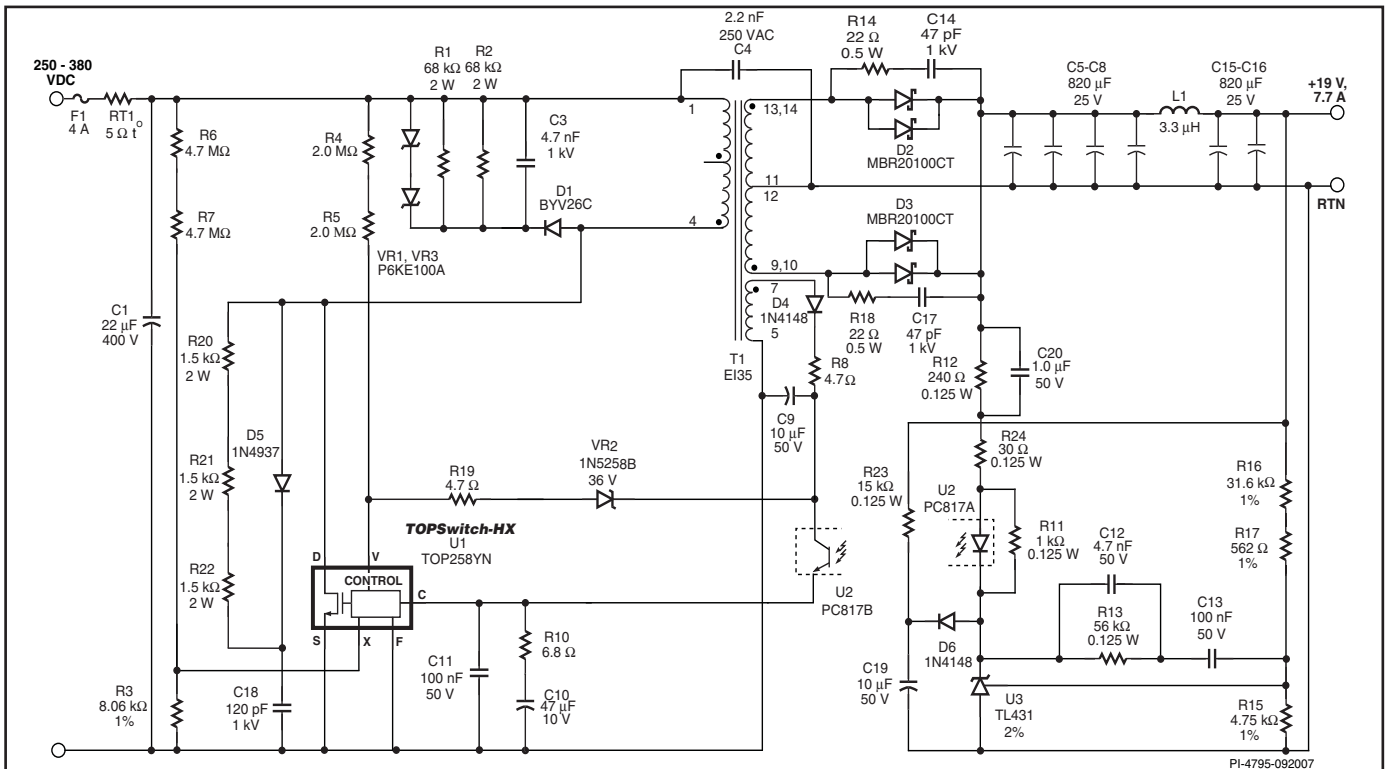 250 - 380
VDC
F1
4 A
RT1
5 Ω t°
R6
4.7 MΩ
R7
4.7 MΩ
R4
2.0 MΩ
R5
2.0 MΩ
R1
68 kΩ
2 W
R2
68 kΩ
2 W
C3
4.7 nF
1 kV
D1
BYV26C
VR1, VR3
P6KE100A
2.2 nF
250 VAC
C4
1
4
13,14
11
12
9,10
7
5
T1
EI35
R14
22 Ω
0.5 W
C14
47 pF
1 kV
D2
MBR20100CT
D3
MBR20100CT
C5-C8
820 μF
25 V
L1
3.3 μH
C15-C16
820 μF
25 V
+19 V,
7.7 A
RTN
D4
1N4148
R8
4.7Ω
R18
22 Ω
0.5 W
C17
47 pF
1 kV
C1
22 μF
400 V
R20
1.5 kΩ
2 W
R21
1.5 kΩ
2 W
R22
1.5 kΩ
2 W
D5
1N4937
C18
120 pF
1 kV
R3
8.06 kΩ
1%
C9
10 μF
50 V
R12
240 Ω
0.125 W
C20
1.0 μF
50 V
R24
30 Ω
0.125 W
R19
4.7 Ω
VR2
1N5258B
36 V
TOPSwitch-HX
U1
TOP258YN
D
V
CONTROL
C
S
X
F
U2
PC817B
C11
100 nF
50 V
R10
6.8 Ω
C10
47 μF
10 V
R23
15 kΩ
0.125 W
U2
PC817A
R11
1 kΩ
0.125 W
C12
4.7 nF
50 V
R13
56 kΩ
0.125 W
C13
100 nF
50 V
R16
31.6 kΩ
1%
R17
562 Ω
1%
D6
1N4148
C19
10 μF
50 V
U3
TL431
2%
R15
4.75 kΩ
1%
PI-4795-092007